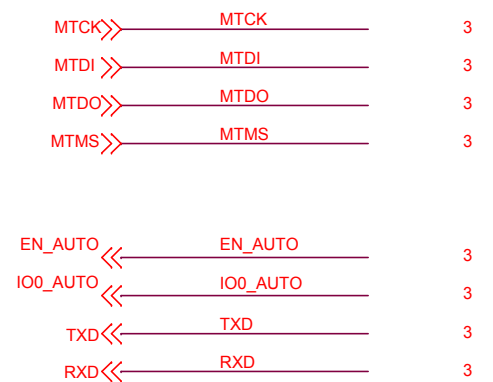 MTCK MTCK 3
MTDI MTDI 3
MTDO MTDO 3
MTMS MTMS 3
EN_AUTO EN_AUTO 3
IO0_AUTO IO0_AUTO 3
TXD TXD 3
RXD RXD 3